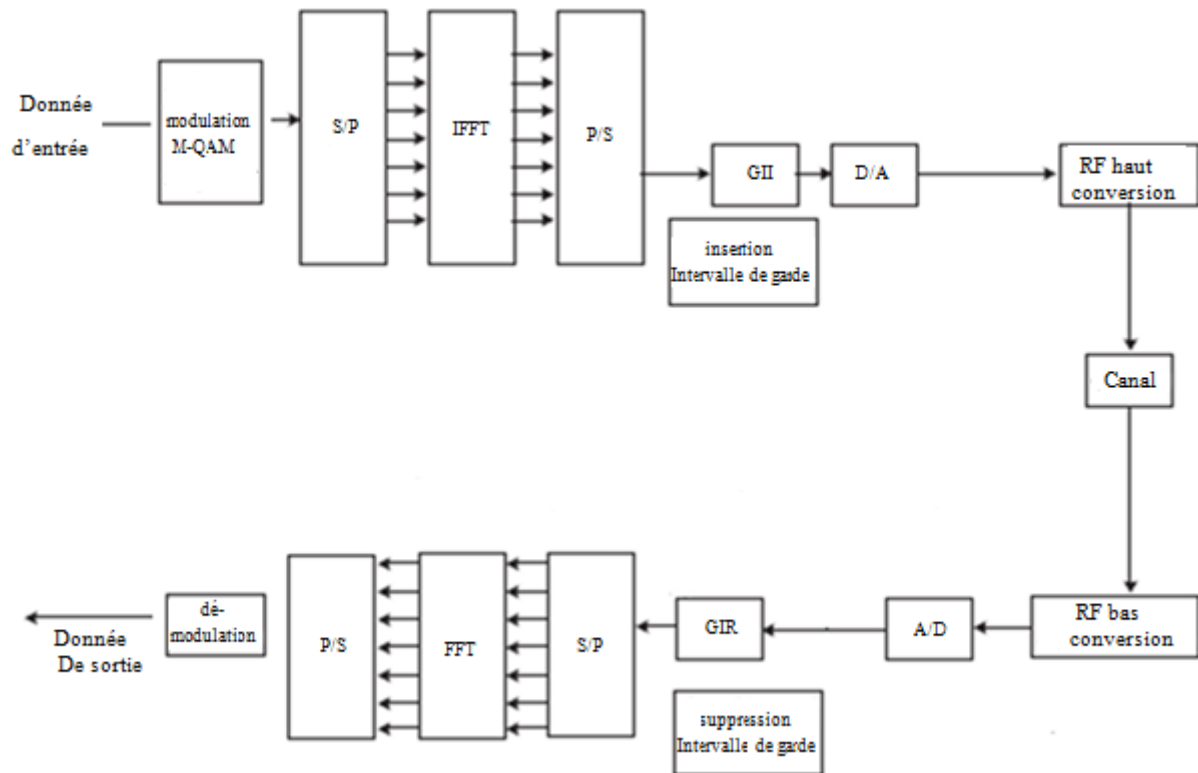 Donnée
d'entrée
modulation
M-QAM
S/P
IFFT
P/S
GII
D/A
RF haut
conversion
insertion
Intervalle de garde
Canal
RF bas
conversion
A/D
GIR
suppression
Intervalle de garde
S/P
FFT
P/S
dé-
modulation
Donnée
De sortie